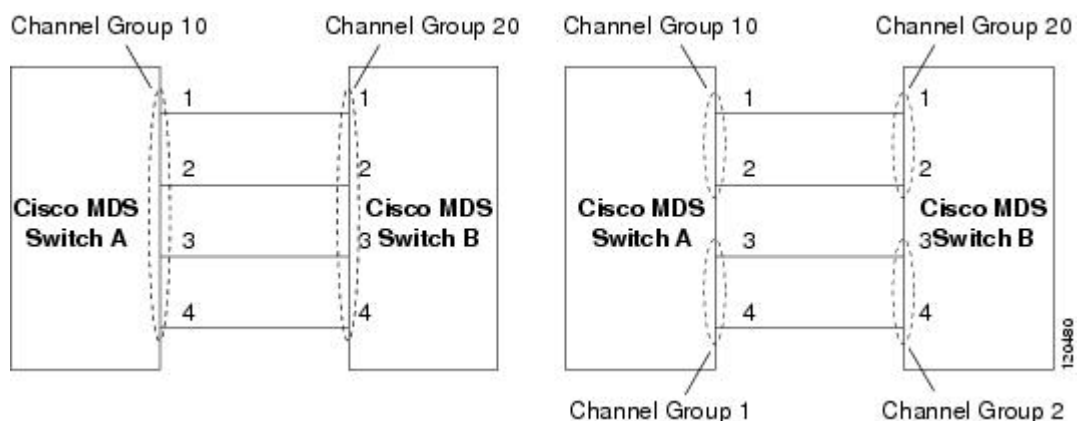 Channel Group 10
Channel Group 20
1
1
2
2
Cisco MDS
Switch A
Cisco MDS
Switch B
3
3
4
4
Channel Group 10
Channel Group 20
1
1
2
2
Cisco MDS
Switch A
Cisco MDS
Switch B
3
3
4
4
Channel Group 1
Channel Group 2
120480